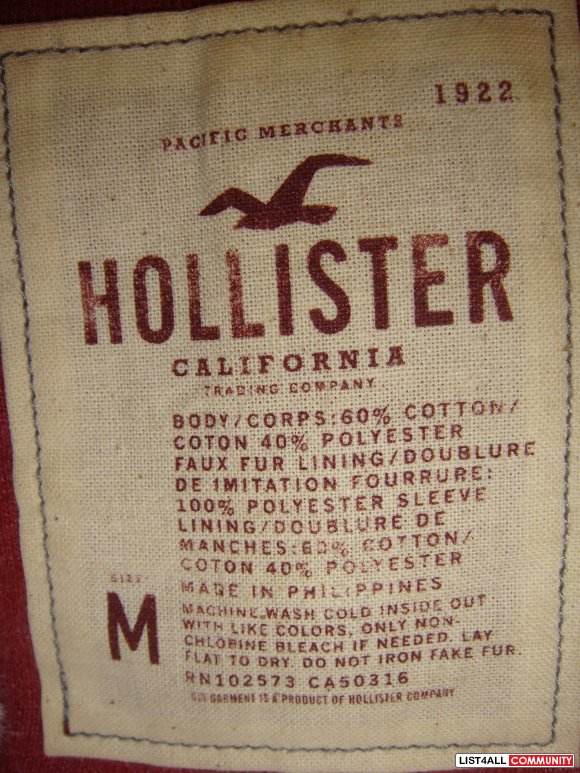 1922
PACIFIC MERCHANTS
HOLLISTER
CALIFORNIA
TRADING COMPANY
BODY/CORPS:60% COTTON/
COTON 40% POLYESTER
FAUX FUR LINING/DOUBLURE
DE IMITATION FOURRURE:
100% POLYESTER SLEEVE
LINING/DOUBLURE DE
MANCHES:60% COTTON/
COTON 40% POLYESTER
MADE IN PHILIPPINES
SIZE
M
MACHINE WASH COLD INSIDE OUT
WITH LIKE COLORS, ONLY NON-
CHLORINE BLEACH IF NEEDED. LAY
FLAT TO DRY. DO NOT IRON FAKE FUR.
RN102573 CA50316
GARMENT IS A PRODUCT OF HOLLISTER COMPANY
LIST4ALL COMMUNITY